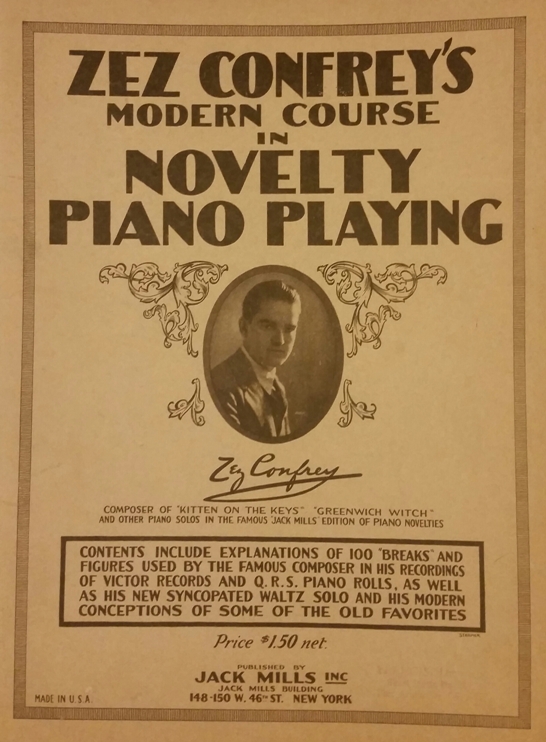 ZEZ CONFREY'S
MODERN COURSE
IN
NOVELTY
PIANO PLAYING
Zez Confrey
COMPOSER OF "KITTEN ON THE KEYS" "GREENWICH WITCH"
AND OTHER PIANO SOLOS IN THE FAMOUS "JACK MILLS" EDITION OF PIANO NOVELTIES
CONTENTS INCLUDE EXPLANATIONS OF 100 "BREAKS" AND
FIGURES USED BY THE FAMOUS COMPOSER IN HIS RECORDINGS
OF VICTOR RECORDS AND Q.R.S. PIANO ROLLS, AS WELL
AS HIS NEW SYNCOPATED WALTZ SOLO AND HIS MODERN
CONCEPTIONS OF SOME OF THE OLD FAVORITES
Price $1.50 net.
PUBLISHED BY
JACK MILLS INC
JACK MILLS BUILDING
148-150 W. 46TH ST. NEW YORK
MADE IN U.S.A.